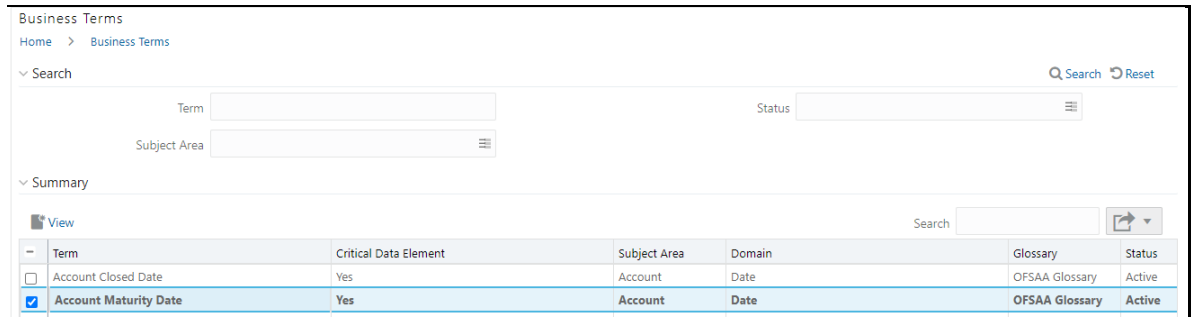 Business Terms
Home > Business Terms
Search
Search Reset
Term
Status
Subject Area
Summary
View
Search
Term Critical Data Element Subject Area Domain Glossary Status
Account Closed Date Yes Account Date OFSAA Glossary Active
Account Maturity Date Yes Account Date OFSAA Glossary Active